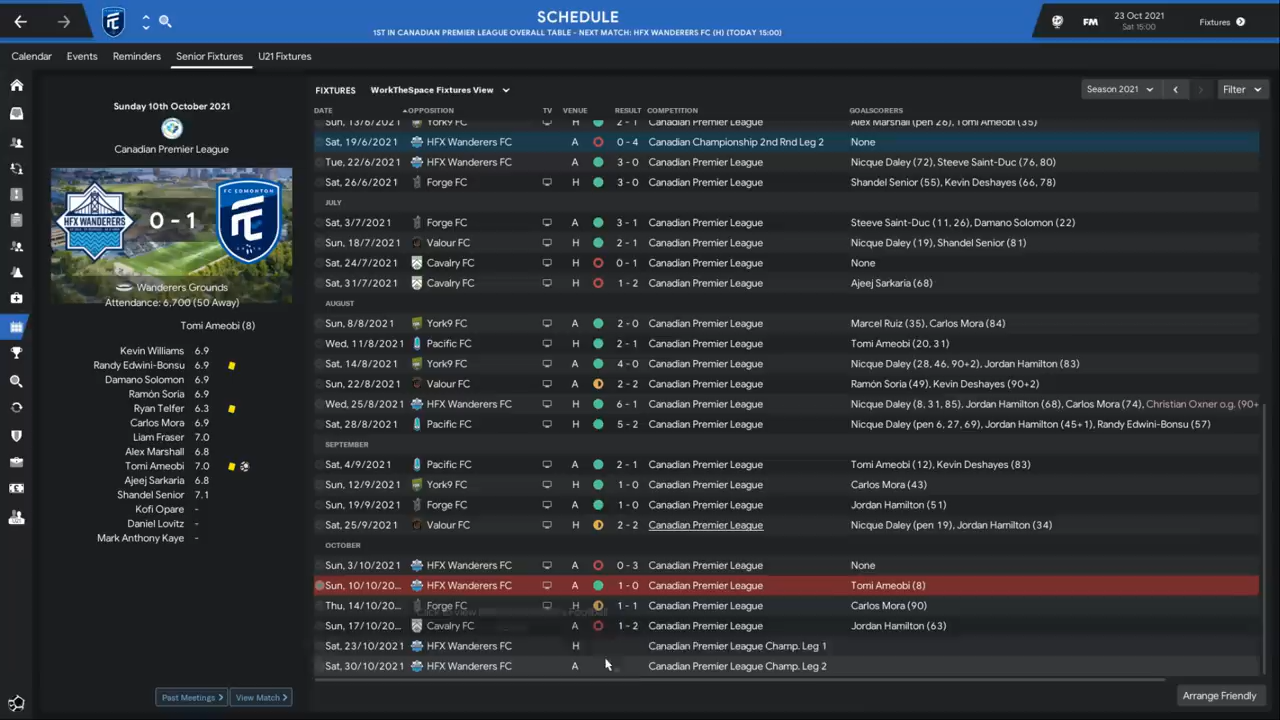 SCHEDULE
1ST IN CANADIAN PREMIER LEAGUE OVERALL TABLE - NEXT MATCH: HFX WANDERERS FC (H) (TODAY 15:00)
FM
23 Oct 2021
Sat 15:00
Fixtures
Calendar Events Reminders Senior Fixtures U21 Fixtures
Sunday 10th October 2021
Canadian Premier League
HFX WANDERERS
0 - 1
FC EDMONTON
Wanderers Grounds
Attendance: 6,700 (50 Away)
Tomi Ameobi (8)
Kevin Williams 6.9
Randy Edwini-Bonsu 6.9
Damano Solomon 6.9
Ramón Soria 6.9
Ryan Telfer 6.3
Carlos Mora 6.9
Liam Fraser 7.0
Alex Marshall 6.8
Tomi Ameobi 7.0
Ajeej Sarkaria 6.8
Shandel Senior 7.1
Kofi Opare -
Daniel Lovitz -
Mark Anthony Kaye -
Past Meetings
View Match
FIXTURES WorkTheSpace Fixtures View
Season 2021
Filter
DATE OPPOSITION TV VENUE RESULT COMPETITION GOALSCORERS
Sun, 13/6/2021 York9 FC H 2 - 1 Canadian Premier League Alex Marshall (pen 26), Tomi Ameobi (35)
Sat, 19/6/2021 HFX Wanderers FC A 0 - 4 Canadian Championship 2nd Rnd Leg 2 None
Tue, 22/6/2021 HFX Wanderers FC A 3 - 0 Canadian Premier League Nicque Daley (72), Steeve Saint-Duc (76, 80)
Sat, 26/6/2021 Forge FC H 3 - 0 Canadian Premier League Shandel Senior (55), Kevin Deshayes (66, 78)
JULY
Sat, 3/7/2021 Forge FC A 3 - 1 Canadian Premier League Steeve Saint-Duc (11, 26), Damano Solomon (22)
Sun, 18/7/2021 Valour FC H 2 - 1 Canadian Premier League Nicque Daley (19), Shandel Senior (81)
Sat, 24/7/2021 Cavalry FC H 0 - 1 Canadian Premier League None
Sat, 31/7/2021 Cavalry FC H 1 - 2 Canadian Premier League Ajeej Sarkaria (68)
AUGUST
Sun, 8/8/2021 York9 FC A 2 - 0 Canadian Premier League Marcel Ruiz (35), Carlos Mora (84)
Wed, 11/8/2021 Pacific FC H 2 - 1 Canadian Premier League Tomi Ameobi (20, 31)
Sat, 14/8/2021 York9 FC A 4 - 0 Canadian Premier League Nicque Daley (28, 46, 90+2), Jordan Hamilton (83)
Sun, 22/8/2021 Valour FC A 2 - 2 Canadian Premier League Ramón Soria (49), Kevin Deshayes (90+2)
Wed, 25/8/2021 HFX Wanderers FC H 6 - 1 Canadian Premier League Nicque Daley (8, 31, 85), Jordan Hamilton (68), Carlos Mora (74), Christian Oxner o.g. (90+
Sat, 28/8/2021 Pacific FC H 5 - 2 Canadian Premier League Nicque Daley (pen 6, 27, 69), Jordan Hamilton (45+1), Randy Edwini-Bonsu (57)
SEPTEMBER
Sat, 4/9/2021 Pacific FC A 2 - 1 Canadian Premier League Tomi Ameobi (12), Kevin Deshayes (83)
Sun, 12/9/2021 York9 FC H 1 - 0 Canadian Premier League Carlos Mora (43)
Sun, 19/9/2021 Forge FC A 1 - 0 Canadian Premier League Jordan Hamilton (51)
Sat, 25/9/2021 Valour FC H 2 - 2 Canadian Premier League Nicque Daley (pen 19), Jordan Hamilton (34)
OCTOBER
Sun, 3/10/2021 HFX Wanderers FC A 0 - 3 Canadian Premier League None
Sun, 10/10/20... HFX Wanderers FC A 1 - 0 Canadian Premier League Tomi Ameobi (8)
Thu, 14/10/20... Forge FC H 1 - 1 Canadian Premier League Carlos Mora (90)
Sun, 17/10/20... Cavalry FC A 1 - 2 Canadian Premier League Jordan Hamilton (63)
Sat, 23/10/2021 HFX Wanderers FC H Canadian Premier League Champ. Leg 1
Sat, 30/10/2021 HFX Wanderers FC A Canadian Premier League Champ. Leg 2
Arrange Friendly